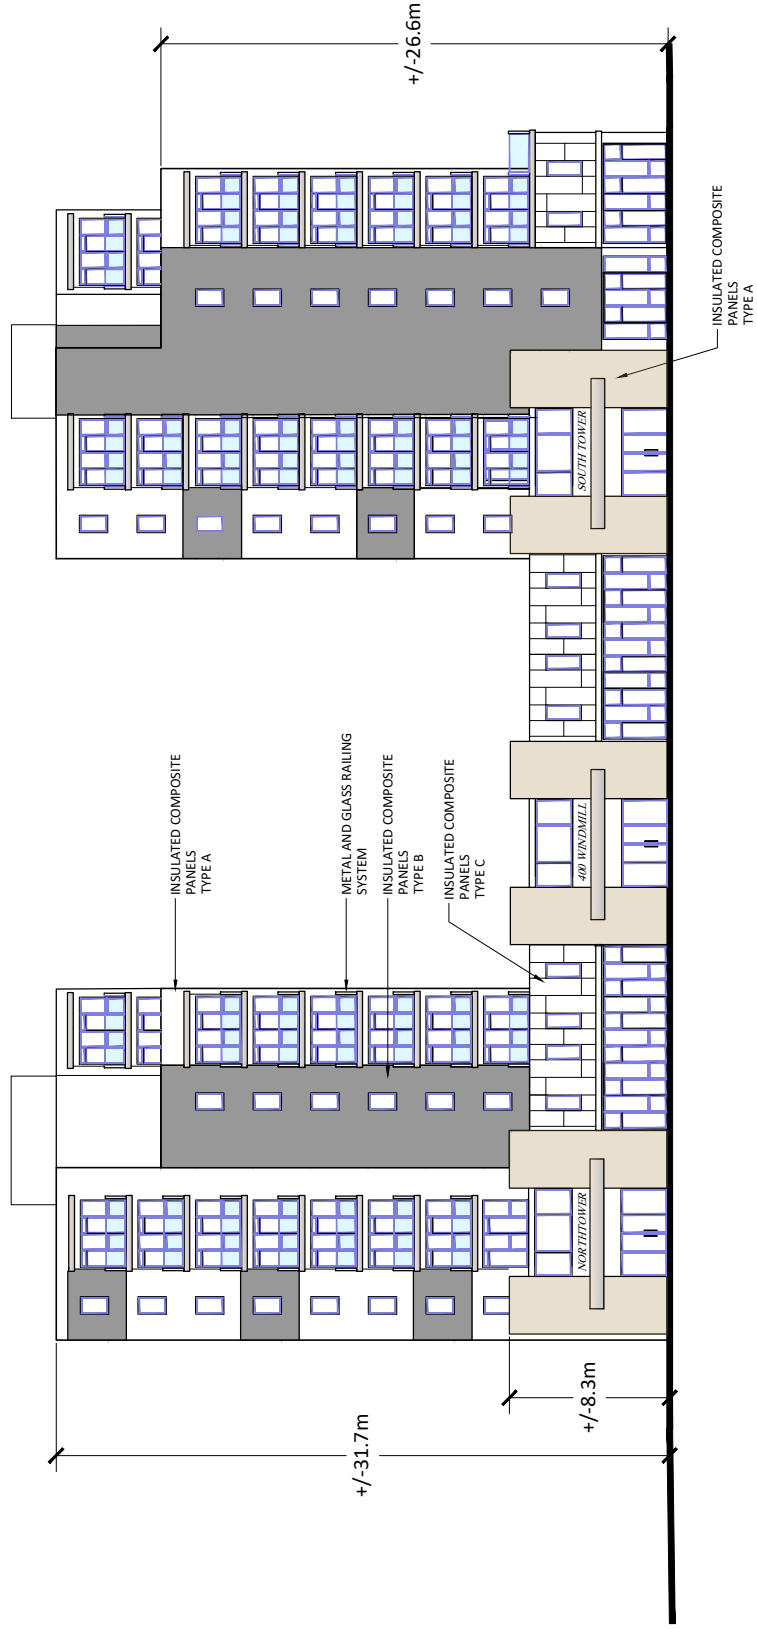 +/-31.7m
+/-8.3m
NORTHTOWER
INSULATED COMPOSITE
PANELS
TYPE A
METAL AND GLASS RAILING
SYSTEM
INSULATED COMPOSITE
PANELS
TYPE B
INSULATED COMPOSITE
PANELS
TYPE C
400 WINDMILL
SOUTH TOWER
INSULATED COMPOSITE
PANELS
TYPE A
+/-26.6m